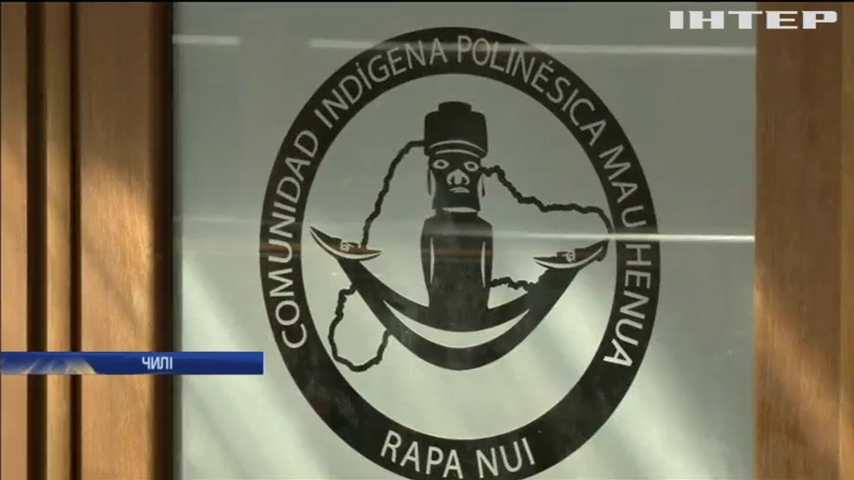 ІНТЕР
COMUNIDAD INDÍGENA POLINÉSICA MAU HENUA
RAPA NUI
ЧИЛІ